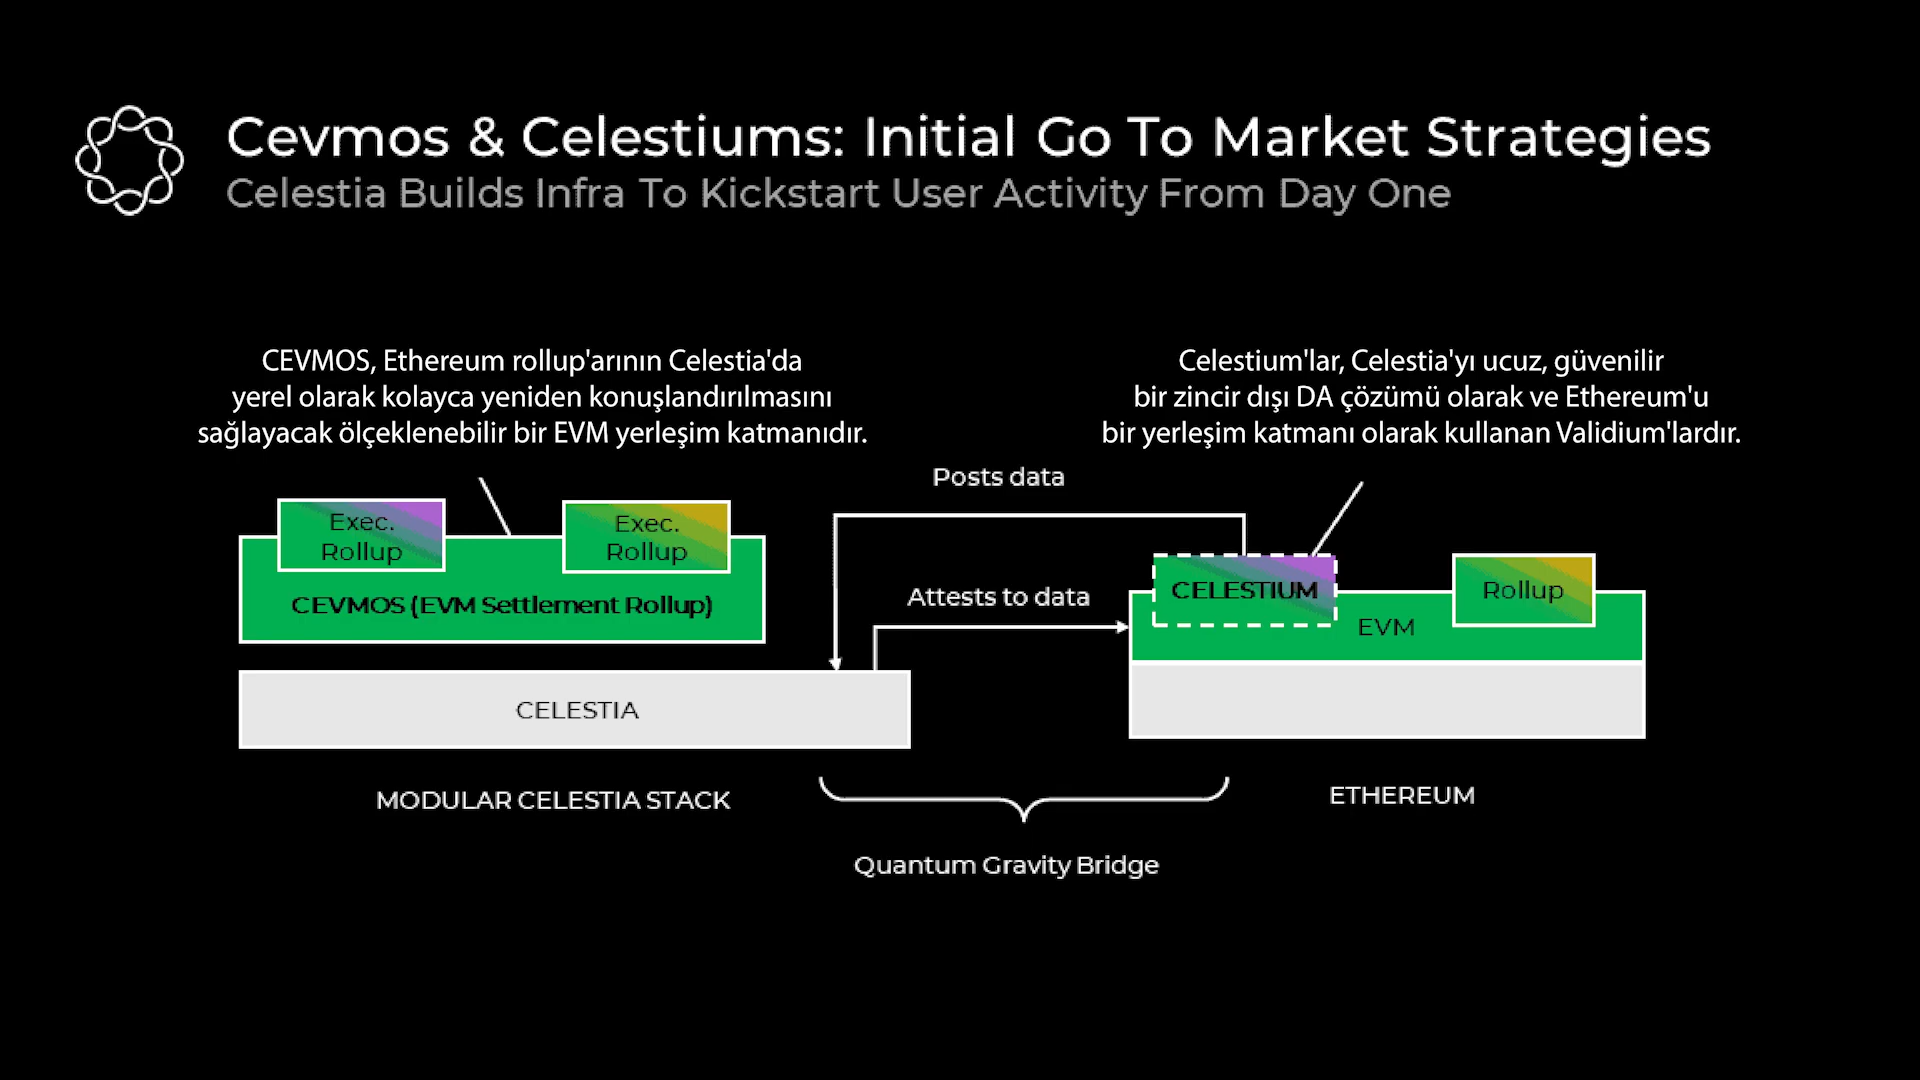 Cevmos & Celestiums: Initial Go To Market Strategies
Celestia Builds Infra To Kickstart User Activity From Day One
CEVMOS, Ethereum rollup'arının Celestia'da
yerel olarak kolayca yeniden konuşlandırılmasını
sağlayacak ölçeklenebilir bir EVM yerleşim katmanıdır.
Celestium'lar, Celestia'yı ucuz, güvenilir
bir zincir dışı DA çözümü olarak ve Ethereum'u
bir yerleşim katmanı olarak kullanan Validium'lardır.
Posts data
Exec.
Rollup
Exec.
Rollup
CEVMOS (EVM Settlement Rollup)
Attests to data
CELESTIUM
Rollup
EVM
CELESTIA
MODULAR CELESTIA STACK
ETHEREUM
Quantum Gravity Bridge